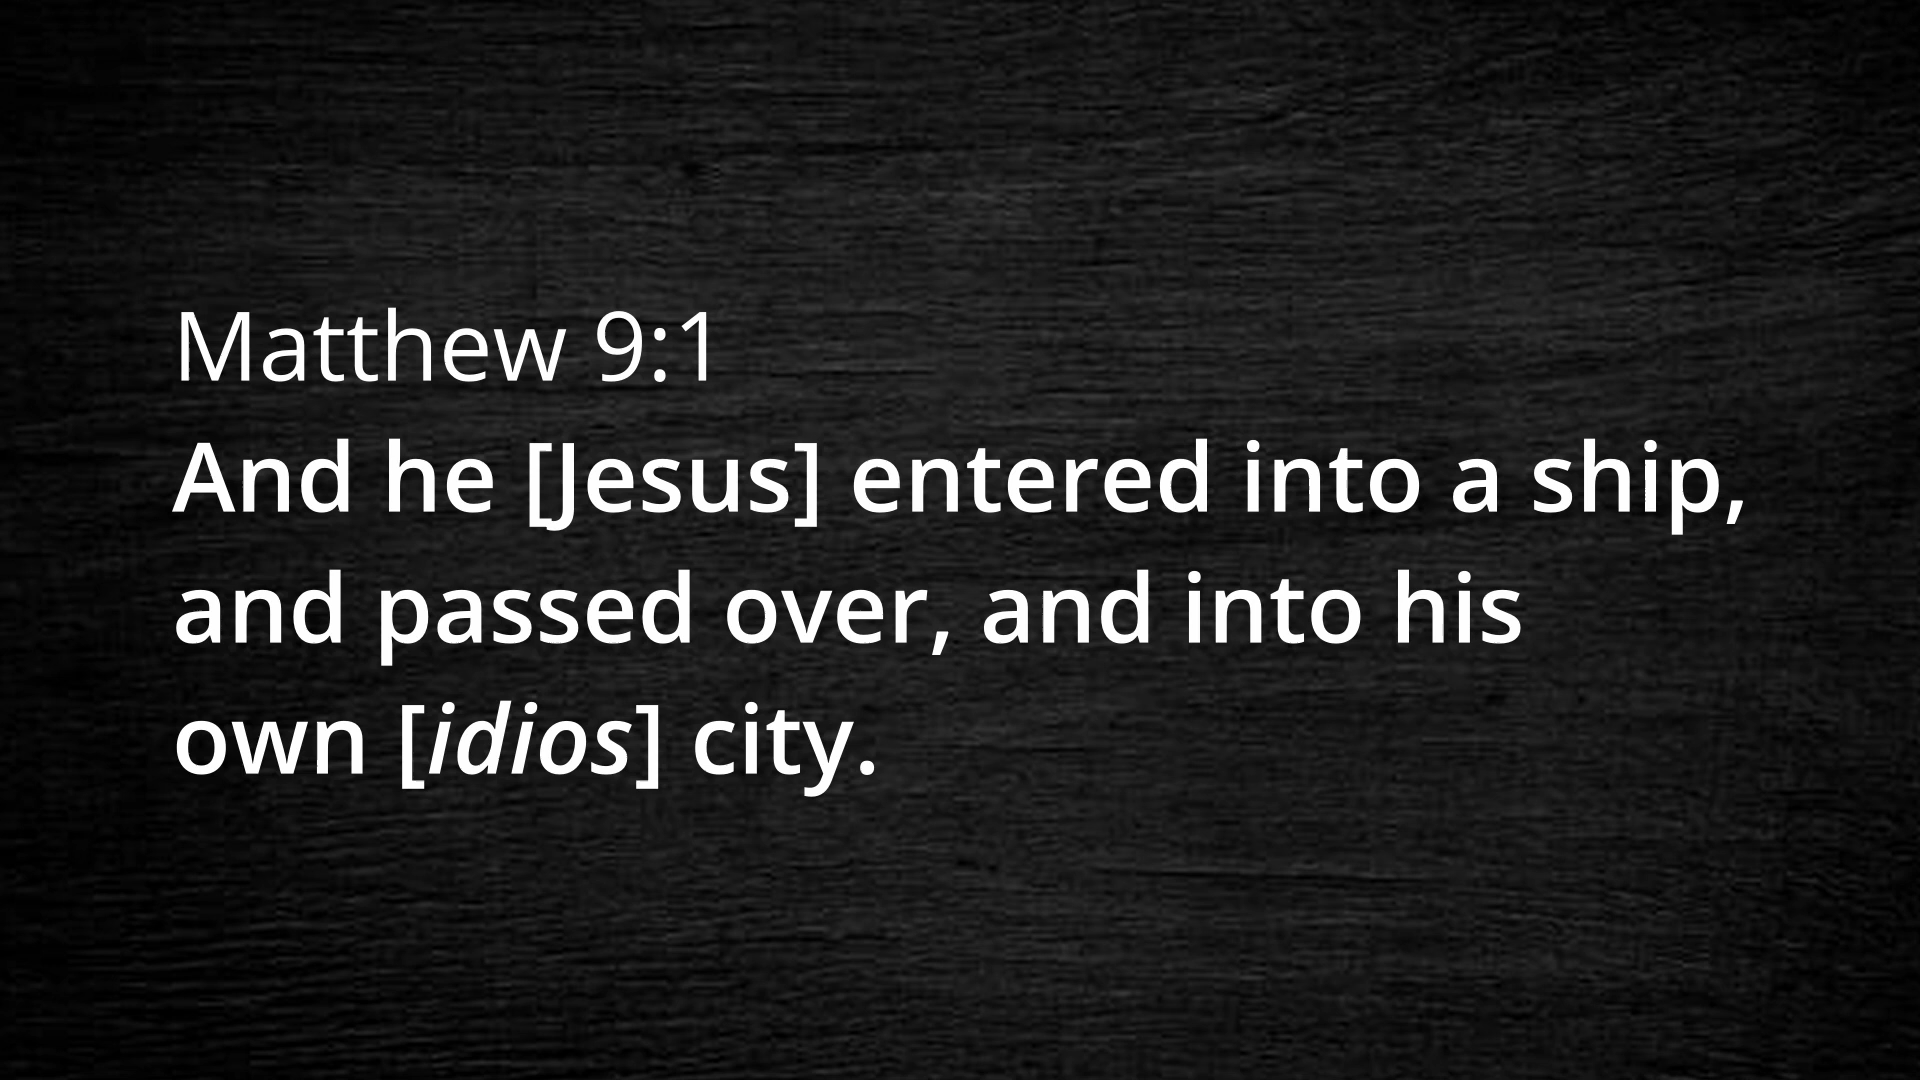 Matthew 9:1
And he [Jesus] entered into a ship,
and passed over, and into his
own [idios] city.